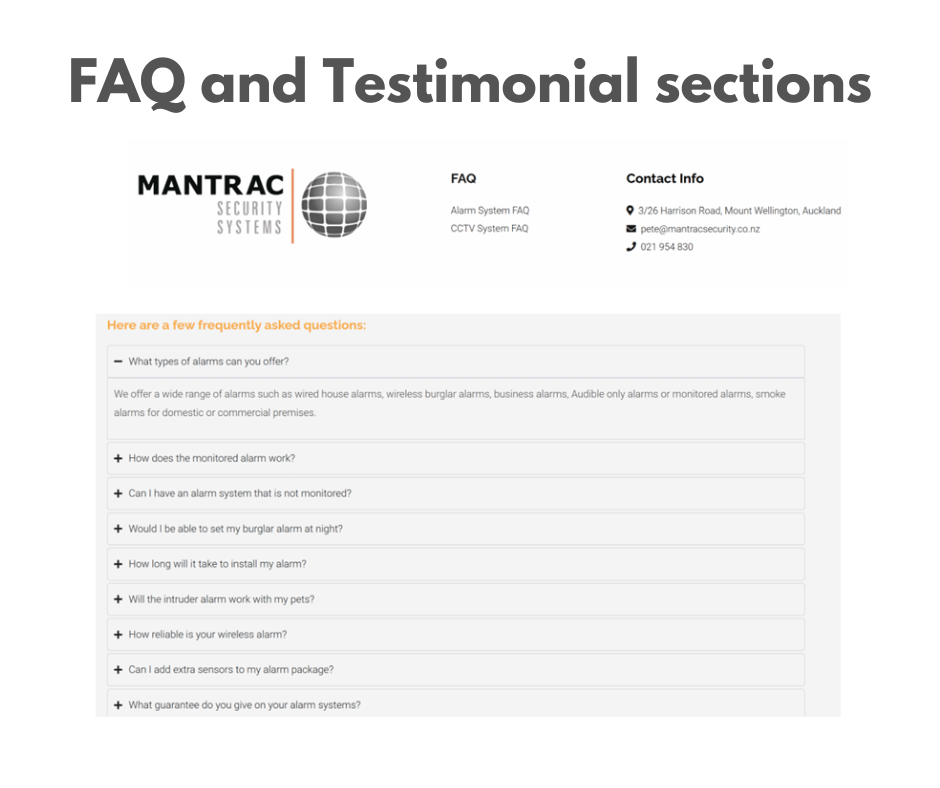 FAQ and Testimonial sections
MANTRAC
SECURITY
SYSTEMS
FAQ
Alarm System FAQ
CCTV System FAQ
Contact Info
3/26 Harrison Road, Mount Wellington, Auckland
pete@mantracsecurity.co.nz
021 954 830
Here are a few frequently asked questions:
What types of alarms can you offer?
We offer a wide range of alarms such as wired house alarms, wireless burglar alarms, business alarms, Audible only alarms or monitored alarms, smoke
alarms for domestic or commercial premises.
How does the monitored alarm work?
Can I have an alarm system that is not monitored?
Would I be able to set my burglar alarm at night?
How long will it take to install my alarm?
Will the intruder alarm work with my pets?
How reliable is your wireless alarm?
Can I add extra sensors to my alarm package?
What guarantee do you give on your alarm systems?